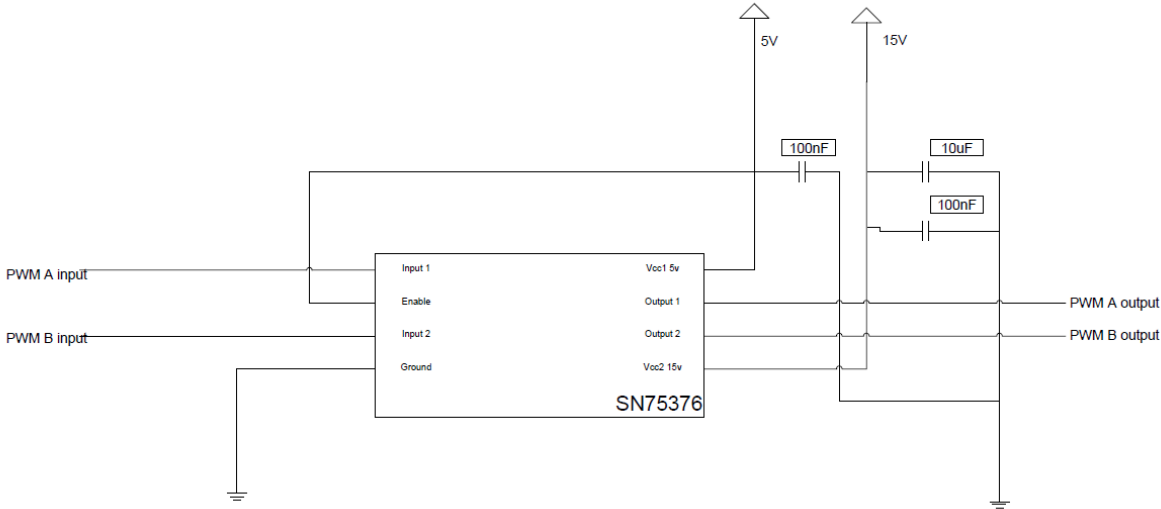 5V
15V
100nF
10uF
100nF
PWM A input
Input 1
Vcc1 5v
Enable
Output 1
PWM A output
PWM B input
Input 2
Output 2
PWM B output
Ground
Vcc2 15v
SN75376